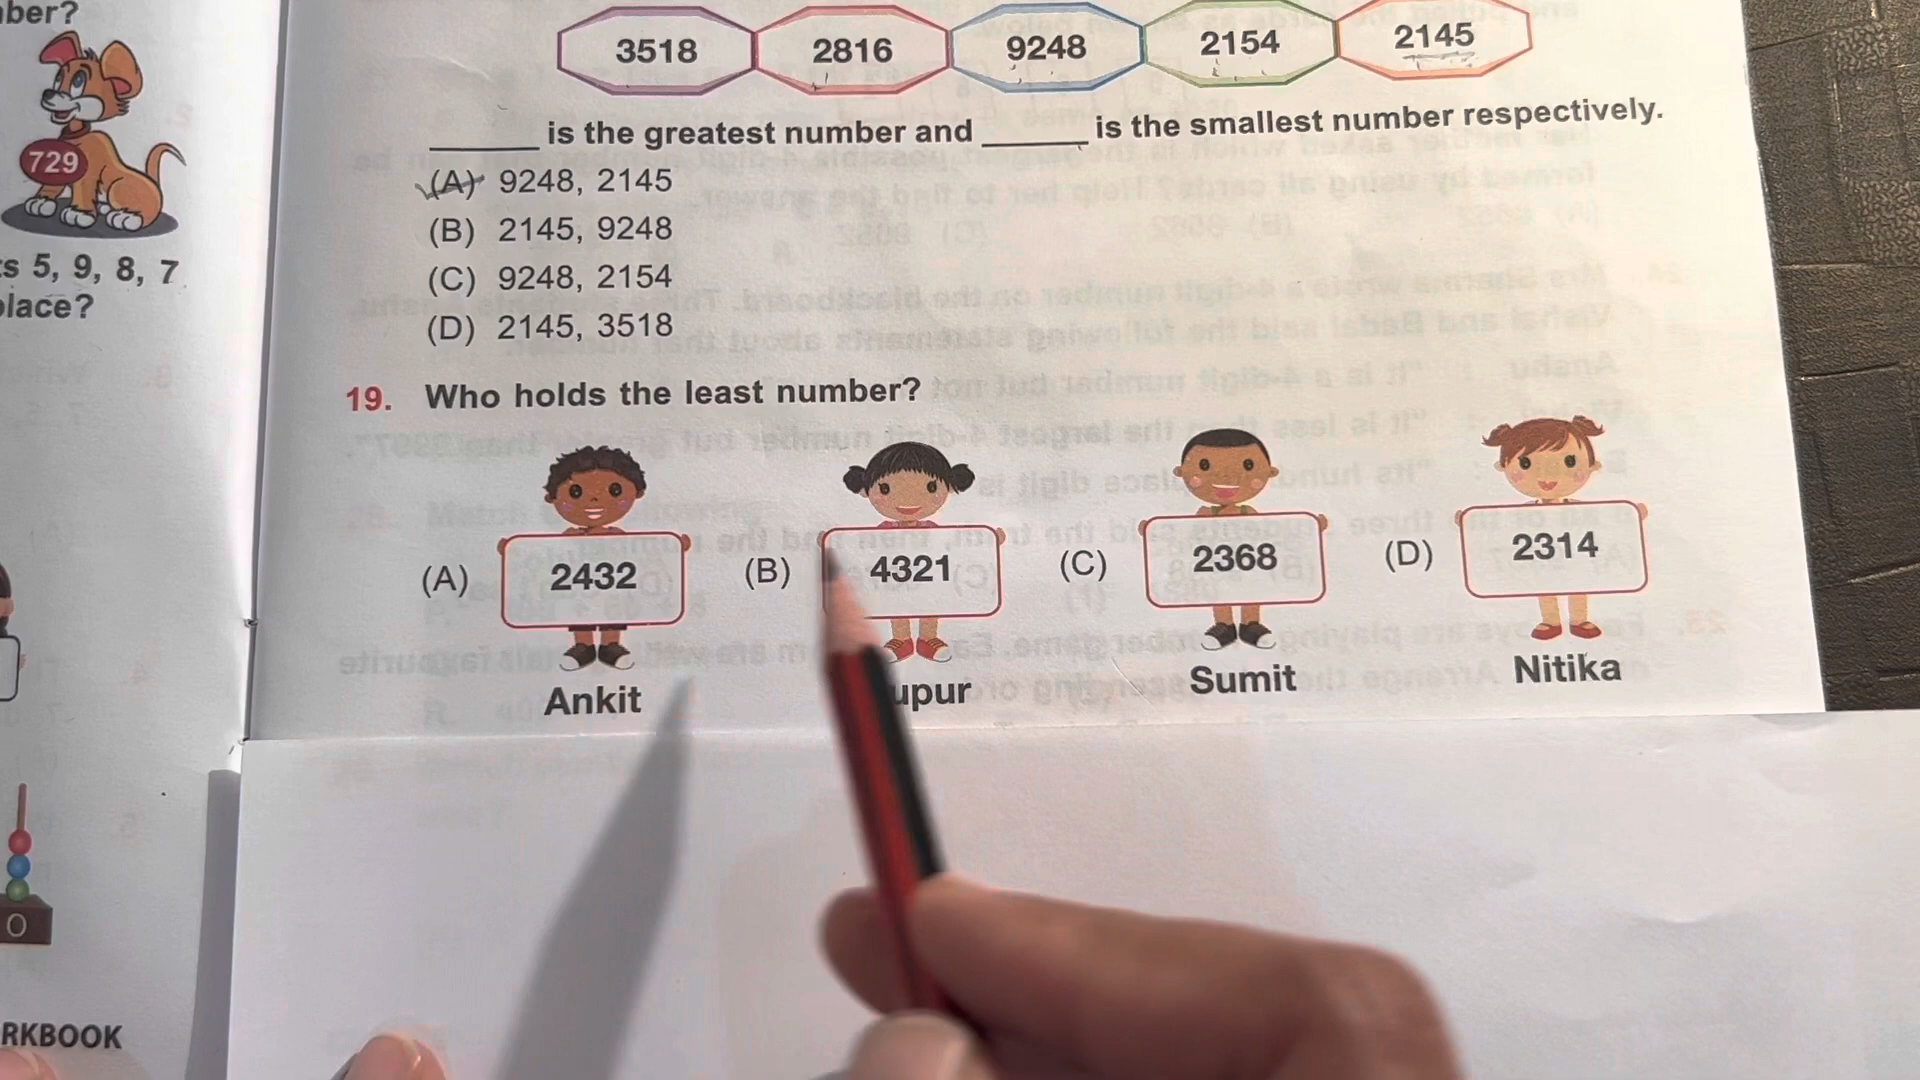 ber?
729
s 5, 9, 8, 7
lace?
O
RKBOOK
3518 2816 9248 2154 2145
______ is the greatest number and ______ is the smallest number respectively.
(A) 9248, 2145
(B) 2145, 9248
(C) 9248, 2154
(D) 2145, 3518
19. Who holds the least number?
(A) 2432 (B) 4321 (C) 2368 (D) 2314
Ankit upur Sumit Nitika